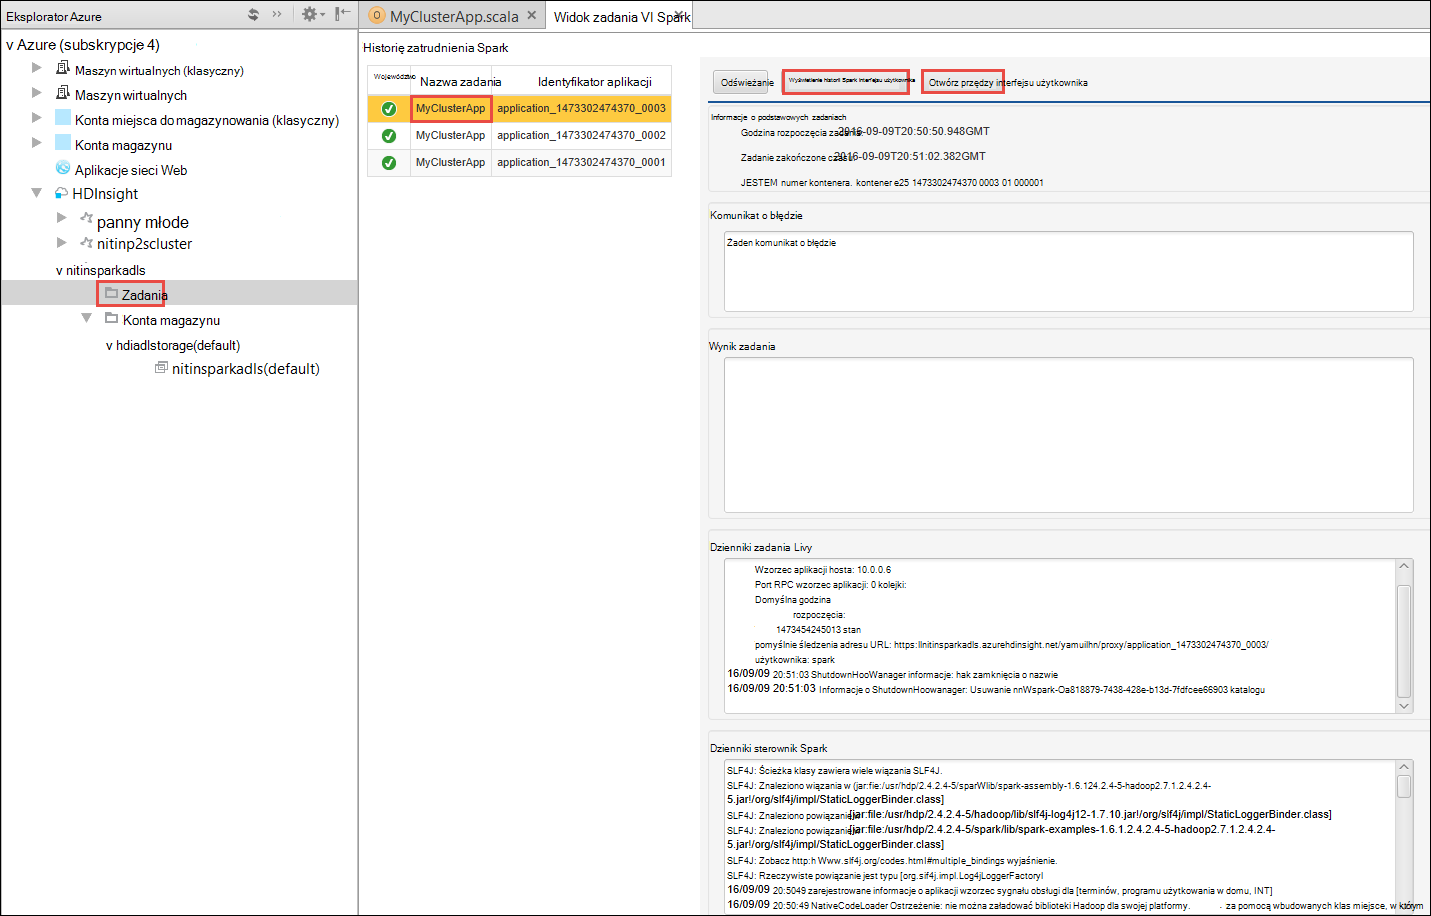 Eksplorator Azure
v Azure (subskrypcje 4)
Maszyn wirtualnych (klasyczny)
Maszyn wirtualnych
Konta miejsca do magazynowania (klasyczny)
Konta magazynu
Aplikacje sieci Web
HDInsight
panny młode
nitinp2scluster
v nitinsparkadls
Zadania
Konta magazynu
v hdiadlstorage(default)
nitinsparkadls(default)
MyClusterApp.scala
Widok zadania VI Spark
Historię zatrudnienia Spark
Województwo Nazwa zadania Identyfikator aplikacji
MyClusterApp application_1473302474370_0003
MyClusterApp application_1473302474370_0002
MyClusterApp application_1473302474370_0001
Odświeżanie Wyświetlenie historii Spark interfejsu użytkownika Otwórz przędzy interfejsu użytkownika
Informacje o podstawowych zadaniach
Godzina rozpoczęcia zadania: 2016-09-09T20:50:50.948GMT
Zadanie zakończone czasu: 2016-09-09T20:51:02.382GMT
JESTEM numer kontenera. kontener e25 1473302474370 0003 01 000001
Komunikat o błędzie
Żaden komunikat o błędzie
Wynik zadania
Dzienniki zadania Livy
Wzorzec aplikacji hosta: 10.0.0.6
Port RPC wzorzec aplikacji: 0 kolejki:
Domyślna godzina
rozpoczęcia:
1473454245013 stan
pomyślnie śledzenia adresu URL: https:llnitinsparkadls.azurehdinsight.net/yamuilhn/proxy/application_1473302474370_0003/
użytkownika: spark
16/09/09 20:51:03 ShutdownHooWanager informacje: hak zamknięcia o nazwie
16/09/09 20:51:03 Informacje o ShutdownHoowanager: Usuwanie nnWspark-Oa818879-7438-428e-b13d-7fdfcee66903 katalogu
Dzienniki sterownik Spark
SLF4J: Ścieżka klasy zawiera wiele wiązania SLF4J.
SLF4J: Znaleziono wiązania w (jar:fie:/usr/hdp/2.4.2.4-5/sparWlib/spark-assembly-1.6.124.2.4-5-hadoop2.7.1.2.4.2.4-
5.jar!/org/slf4j/impl/StaticLoggerBinder.class]
SLF4J: Znaleziono powiązanie w [jar:file:/usr/hdp/2.4.2.4-5/hadoop/lib/slf4j-log4j12-1.7.10.jar!/org/slf4j/impl/StaticLoggerBinder.class]
SLF4J: Znaleziono powiązanie w [jar:file:/usr/hdp/2.4.2.4-5/spark/lib/spark-examples-1.6.1.2.4.2.4-5-hadoop2.7.1.2.4.2.4-
5.jar!/org/slf4j/impl/StaticLoggerBinder.class]
SLF4J: Zobacz http:h Www.slf4j.org/codes.html#multiple_bindings wyjaśnienie.
SLF4J: Rzeczywiste powiązanie jest typu [org.sif4j.impl.Log4jLoggerFactoryl
16/09/09 20:5049 zarejestrowane informacje o aplikacji wzorzec sygnału obsługi dla [terminów, programu użytkowania w domu, INT]
16/09/09 20:50:49 NativeCodeLoader Ostrzeżenie: nie można załadować biblioteki Hadoop dla swojej platformy. za pomocą wbudowanych klas miejsce, w którym